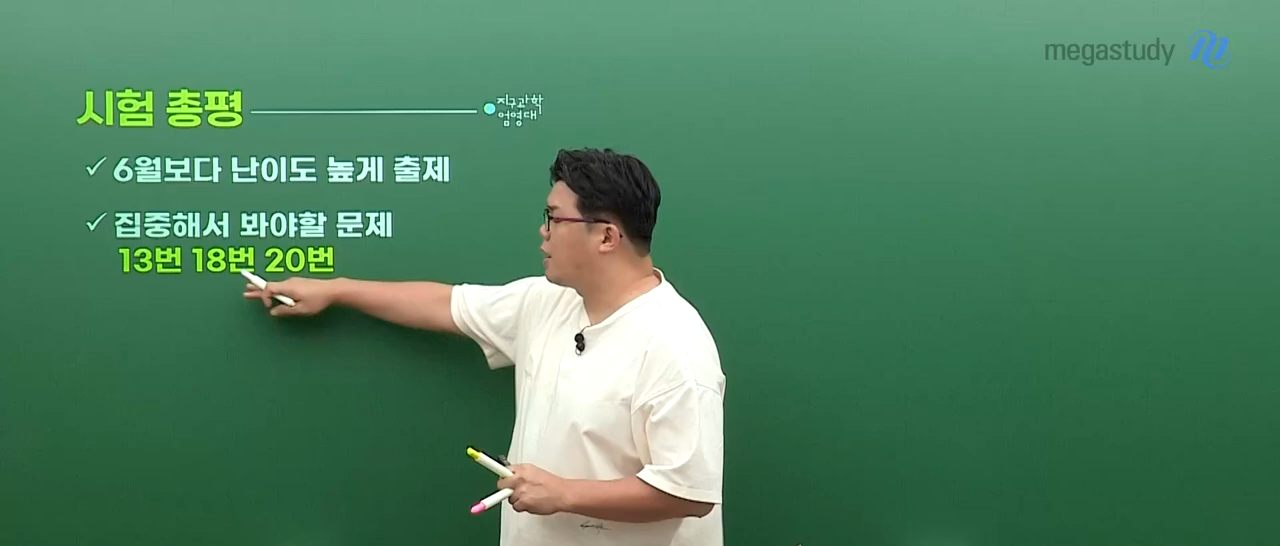 megastudy
시험 총평
지구과학
엄영대
✓ 6월보다 난이도 높게 출제
✓ 집중해서 봐야할 문제
13번 18번 20번